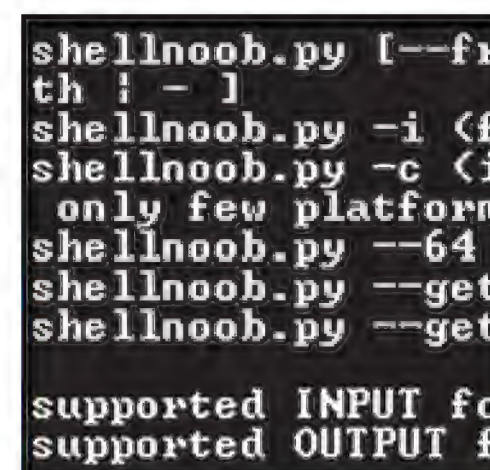 shellnoob.py [--fr
th | - ]
shellnoob.py -i (f
shellnoob.py -c (i
only few platform
shellnoob.py --64
shellnoob.py --get
shellnoob.py --get
supported INPUT fo
supported OUTPUT f